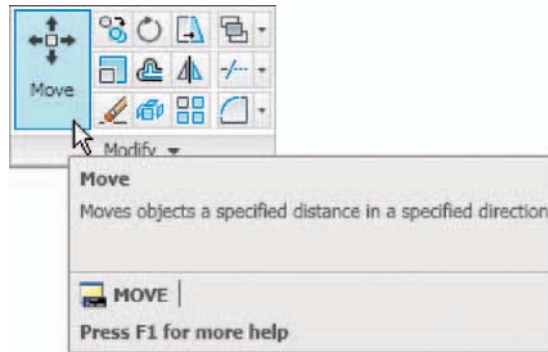 Move
Modify
Move
Moves objects a specified distance in a specified direction
MOVE
Press F1 for more help